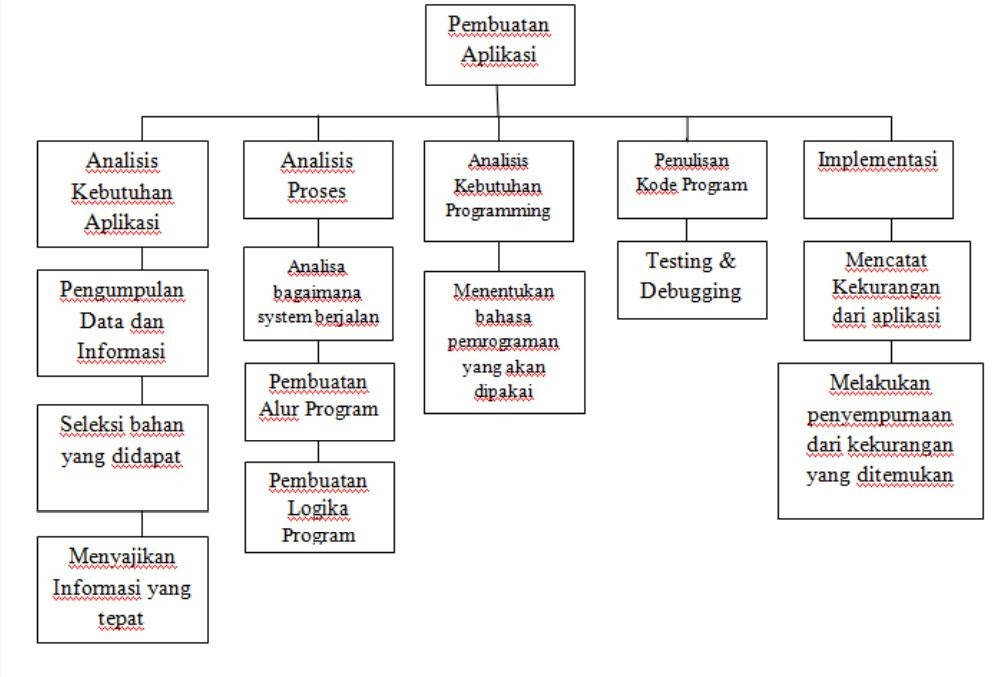 Pembuatan
Aplikasi
Analisis
Kebutuhan
Aplikasi
Pengumpulan
Data dan
Informasi
Seleksi bahan
yang didapat
Menyajikan
Informasi yang
tepat
Analisis
Proses
Analisa
bagaimana
system berjalan
Pembuatan
Alur Program
Pembuatan
Logika
Program
Analisis
Kebutuhan
Programming
Menentukan
bahasa
pemrograman
yang akan
dipakai
Penulisan
Kode Program
Testing &
Debugging
Implementasi
Mencatat
Kekurangan
dari aplikasi
Melakukan
penyempurnaan
dari kekurangan
yang ditemukan